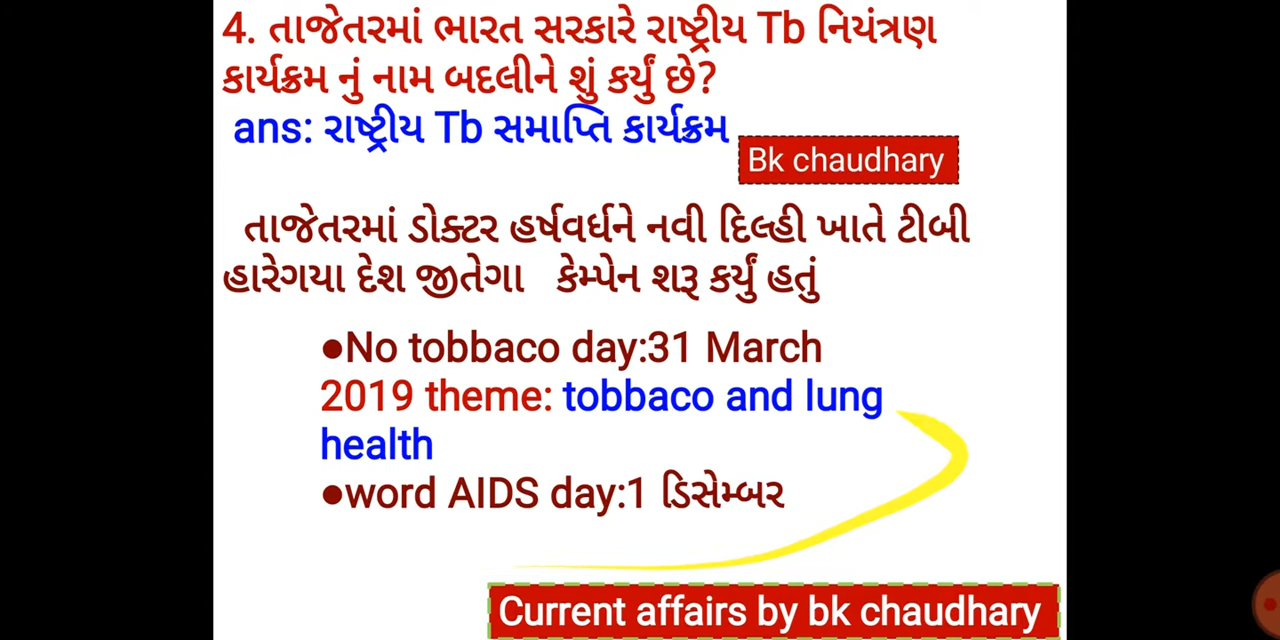 4. તાજેતરમાં ભારત સરકારે રાષ્ટ્રીય Tb નિયંત્રણ
કાર્યક્રમ નું નામ બદલીને શું કર્યું છે?
ans: રાષ્ટ્રીય Tb સમાપ્તિ કાર્યક્રમ
Bk chaudhary
તાજેતરમાં ડોક્ટર હર્ષવર્ધને નવી દિલ્હી ખાતે ટીબી
હારેગયા દેશ જીતેગા કેમ્પેન શરૂ કર્યું હતું
●No tobbaco day:31 March
2019 theme: tobbaco and lung
health
●word AIDS day:1 ડિસેમ્બર
Current affairs by bk chaudhary